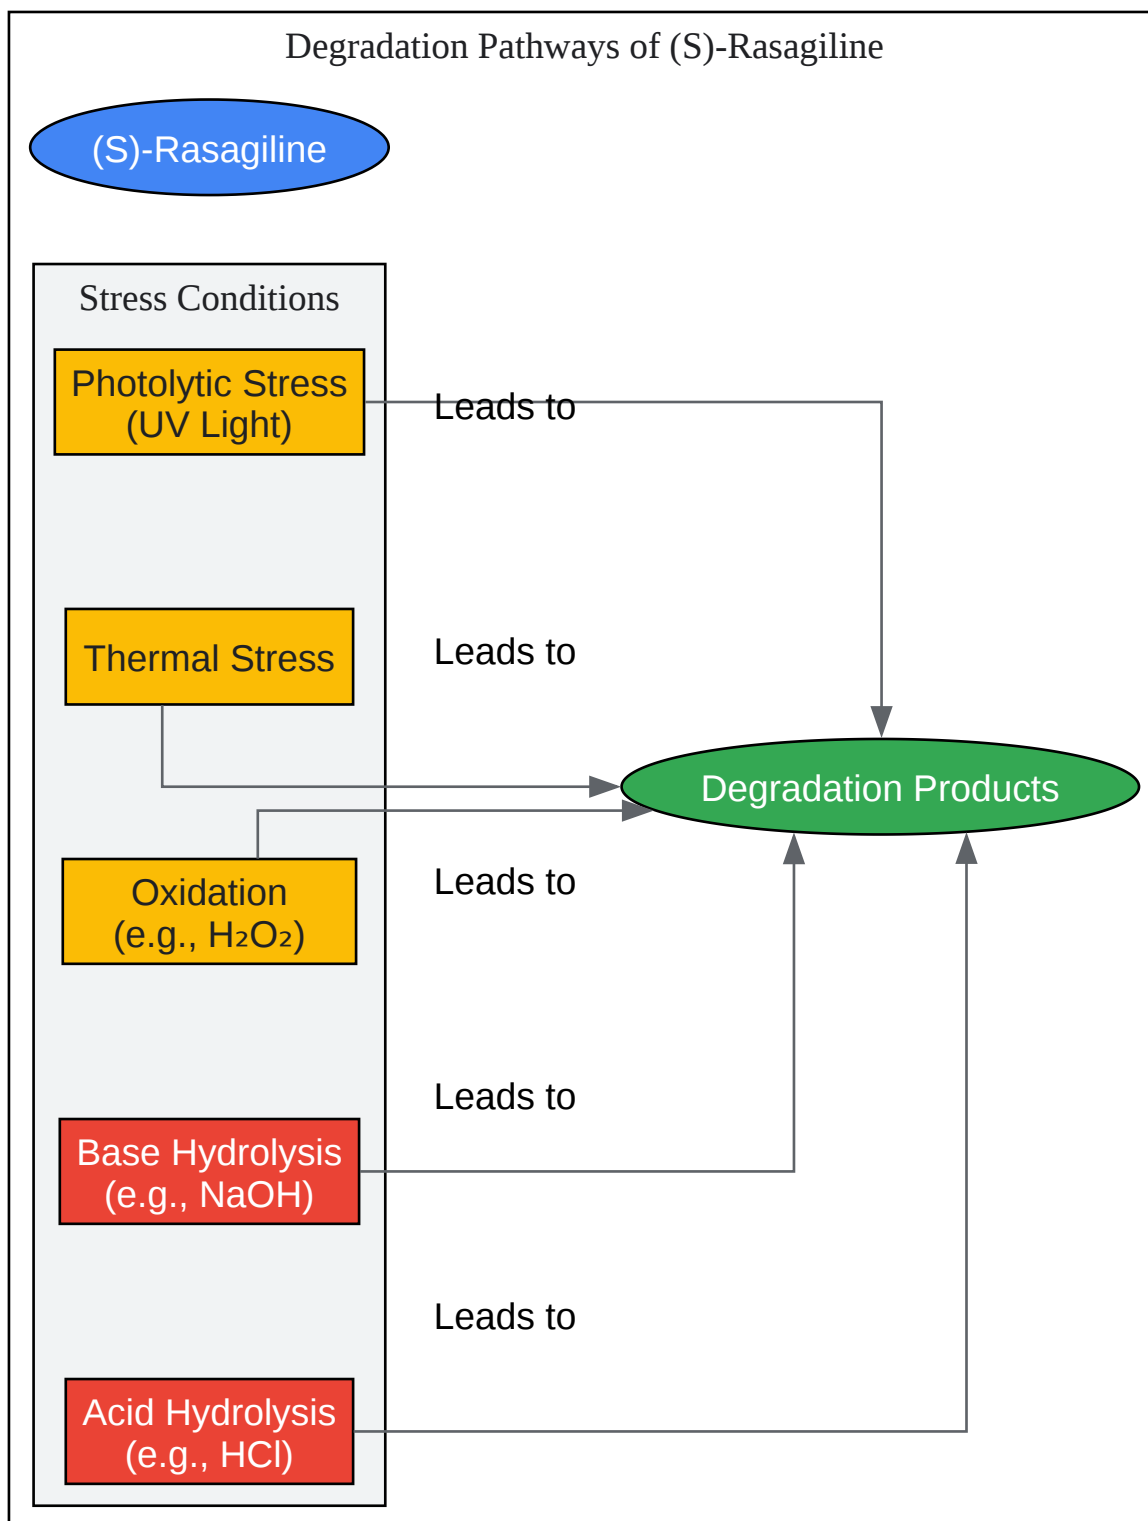 Degradation Pathways of (S)-Rasagiline
(S)-Rasagiline
Stress Conditions
Photolytic Stress
(UV Light)
Leads to
Thermal Stress
Leads to
Degradation Products
Oxidation
(e.g., H₂O₂)
Leads to
Base Hydrolysis
(e.g., NaOH)
Leads to
Acid Hydrolysis
(e.g., HCl)
Leads to